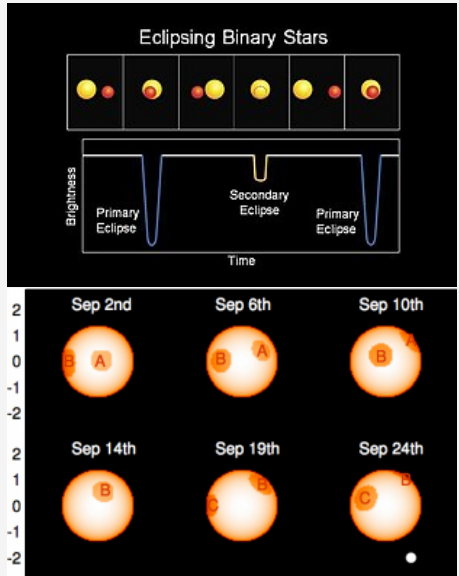 Eclipsing Binary Stars
Brightness
Primary
Eclipse
Secondary
Eclipse
Primary
Eclipse
Time
Sep 2nd
Sep 6th
Sep 10th
2
1
0
-1
-2
B
A
B
A
B
A
Sep 14th
Sep 19th
Sep 24th
2
1
0
-1
-2
B
C
B
C
B